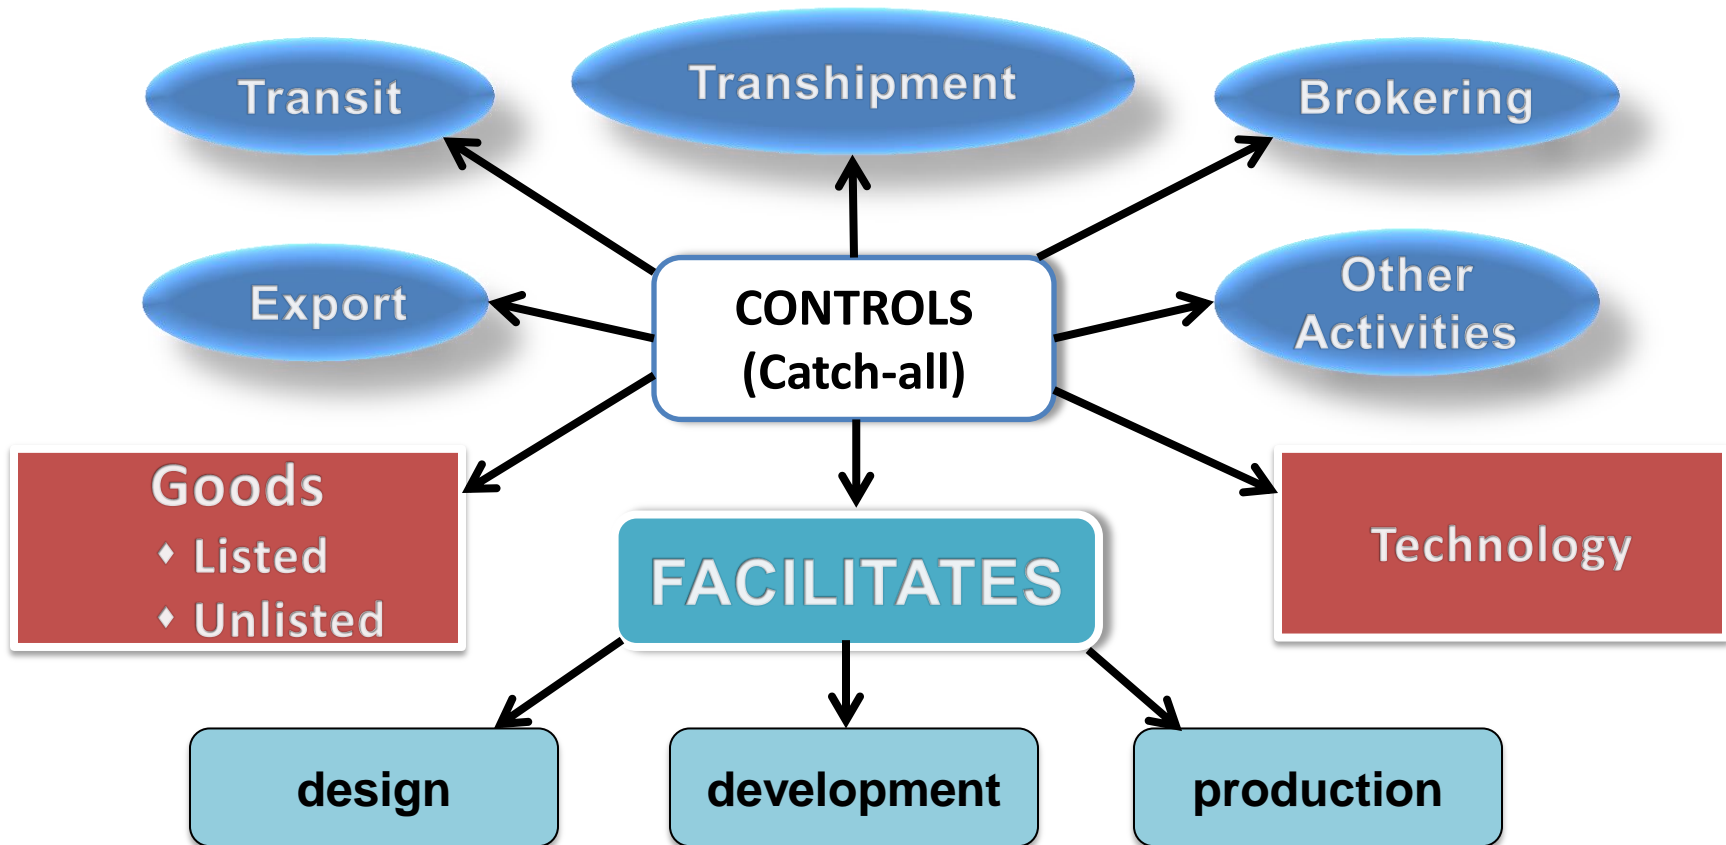 Transit
Transhipment
Brokering
Export
CONTROLS
(Catch-all)
Other
Activities
Goods
♦ Listed
♦ Unlisted
FACILITATES
Technology
design
development
production